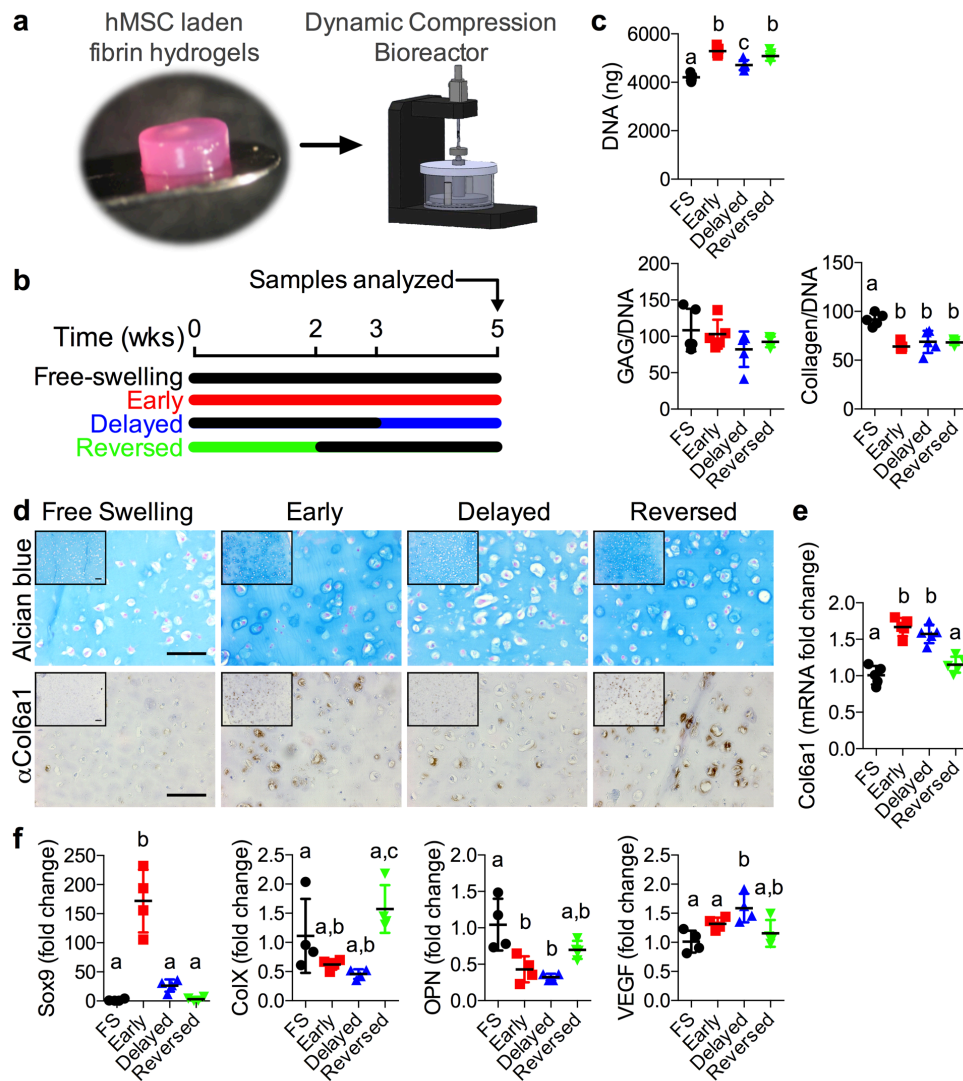 a
hMSC laden
fibrin hydrogels
Dynamic Compression
Bioreactor
b
Samples analyzed
Time (wks)
0 2 3 5
Free-swelling
Early
Delayed
Reversed
c
DNA (ng)
6000
4000
2000
0
a b c b
FS Early Delayed Reversed
GAG/DNA
200
150
100
50
0
FS Early Delayed Reversed
Collagen/DNA
150
100
50
0
a b b b
FS Early Delayed Reversed
d
Free Swelling Early Delayed Reversed
Alcian blue
αCol6a1
e
Col6a1 (mRNA fold change)
2.0
1.5
1.0
0.5
0.0
a b b a
FS Early Delayed Reversed
f
Sox9 (fold change)
250
200
150
100
50
0
a b a a
FS Early Delayed Reversed
ColX (fold change)
2.5
2.0
1.5
1.0
0.5
0.0
a a,b a,b a,c
FS Early Delayed Reversed
OPN (fold change)
2.0
1.5
1.0
0.5
0.0
a b b a,b
FS Early Delayed Reversed
VEGF (fold change)
2.5
2.0
1.5
1.0
0.5
0.0
a a b a,b
FS Early Delayed Reversed